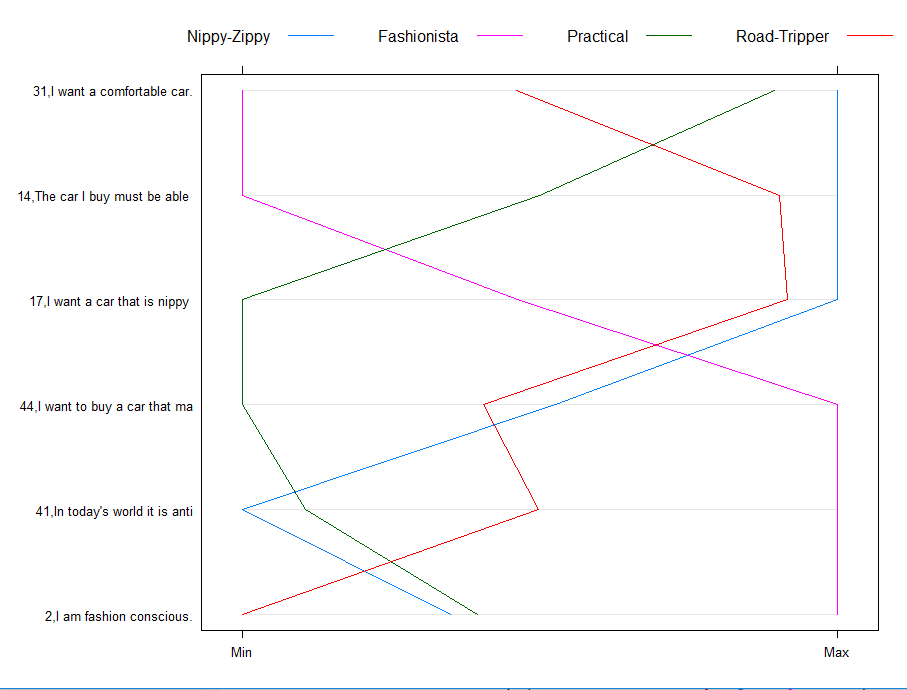 Nippy-Zippy Fashionista Practical Road-Tripper
31,I want a comfortable car.
14,The car I buy must be able
17,I want a car that is nippy
44,I want to buy a car that ma
41,In today's world it is anti
2,I am fashion conscious.
Min Max